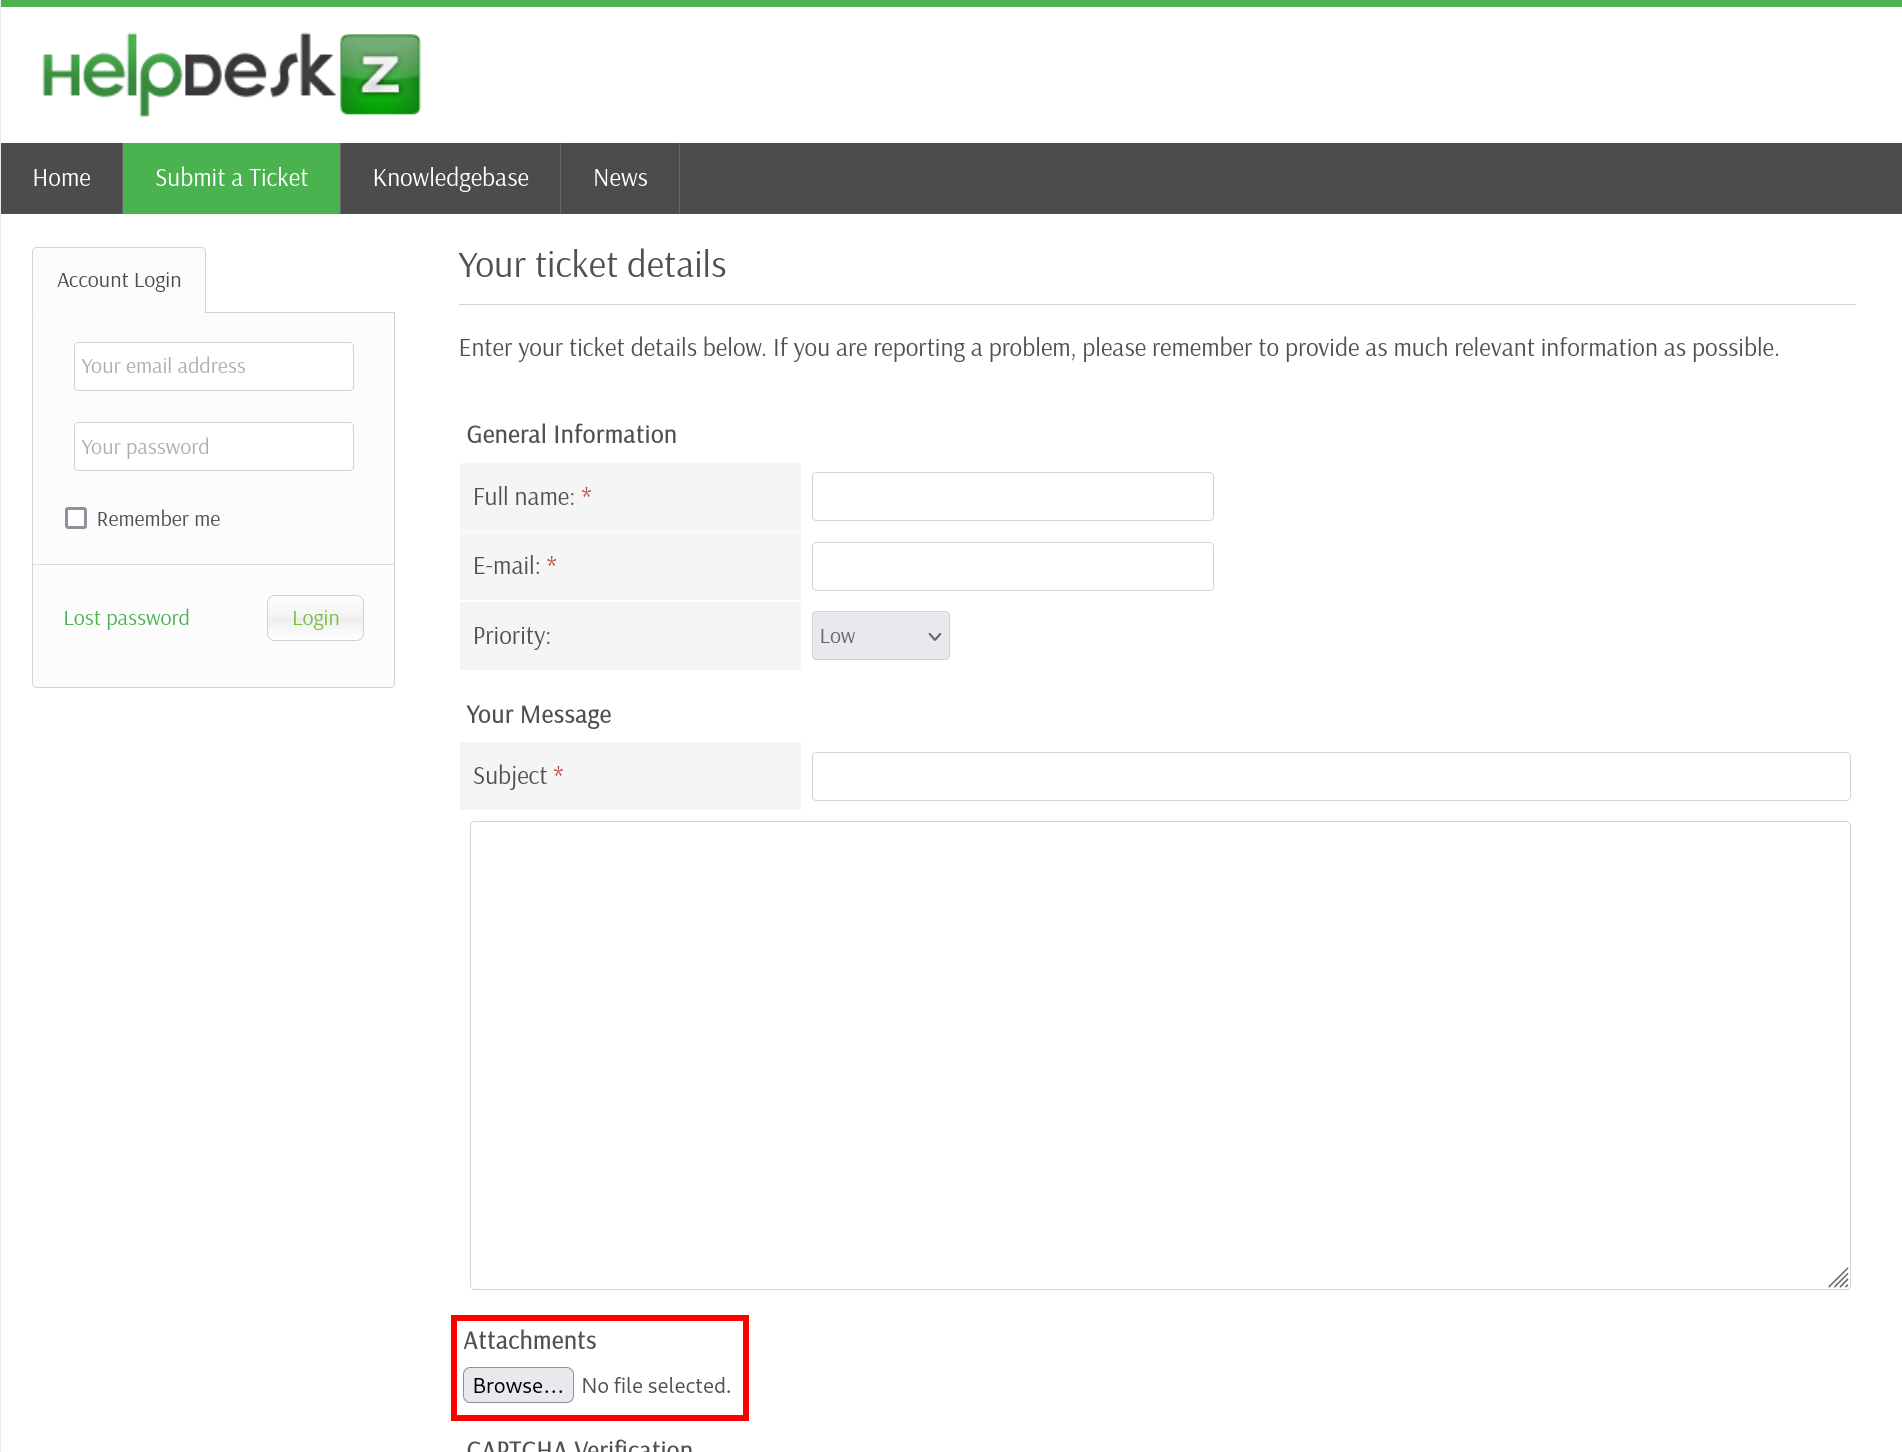 HelpDeskZ
Home Submit a Ticket Knowledgebase News
Account Login
Your email address
Your password
Remember me
Lost password Login
Your ticket details
Enter your ticket details below. If you are reporting a problem, please remember to provide as much relevant information as possible.
General Information
Full name: *
E-mail: *
Priority: Low
Your Message
Subject *
Attachments
Browse... No file selected.
CAPTCHA Verification